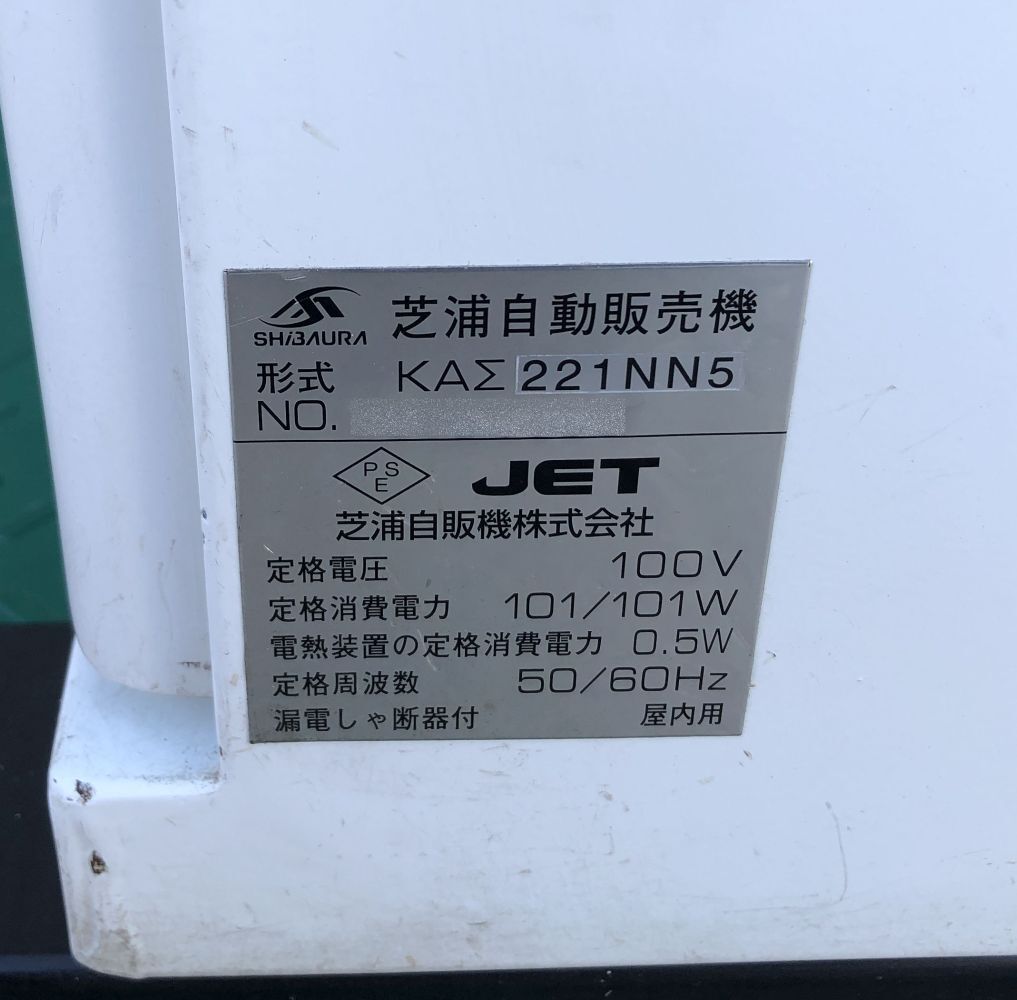 SHiBAURA 芝浦自動販売機
形式 KAΣ 221NN5
NO.
PSE JET
芝浦自販機株式会社
定格電圧 100V
定格消費電力 101/101W
電熱装置の定格消費電力 0.5W
定格周波数 50/60Hz
漏電しゃ断器付 屋内用